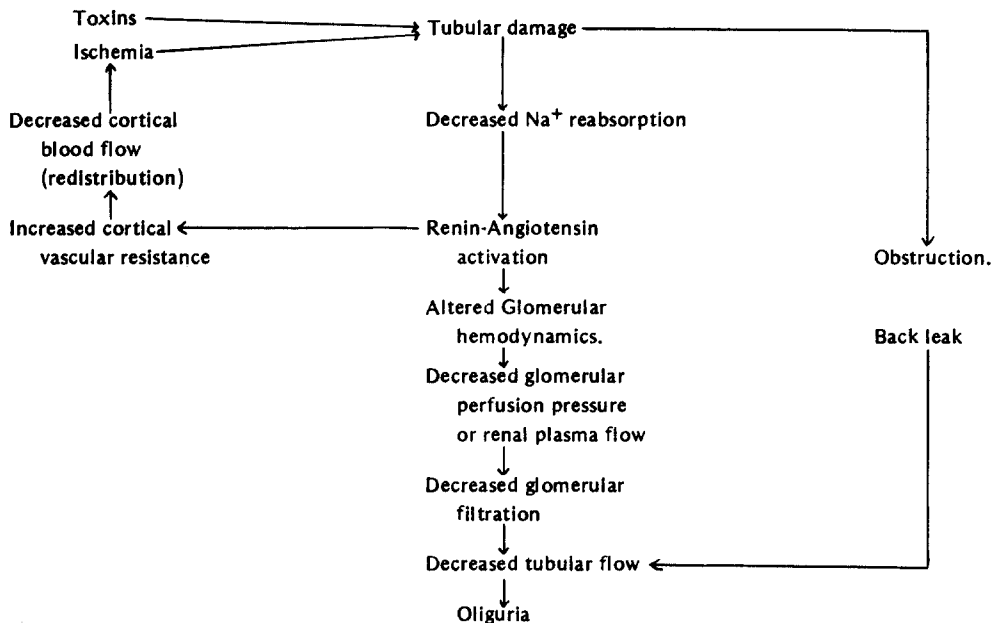 Toxins
Ischemia
Tubular damage
Decreased cortical
blood flow
(redistribution)
Decreased Na+ reabsorption
Increased cortical
vascular resistance
Renin-Angiotensin
activation
Obstruction.
Altered Glomerular
hemodynamics.
Back leak
Decreased glomerular
perfusion pressure
or renal plasma flow
Decreased glomerular
filtration
Decreased tubular flow
Oliguria